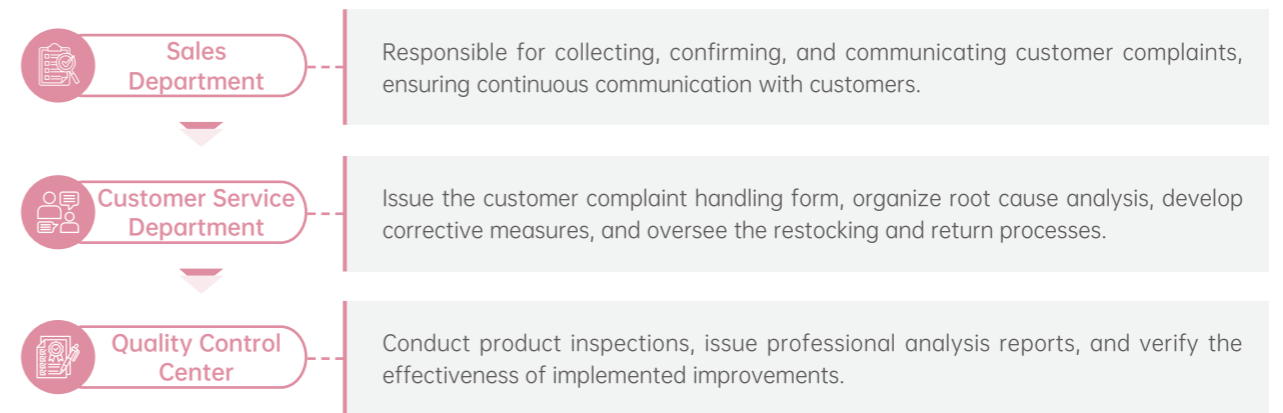 Sales
Department
Responsible for collecting, confirming, and communicating customer complaints,
ensuring continuous communication with customers.
Customer Service
Department
Issue the customer complaint handling form, organize root cause analysis, develop
corrective measures, and oversee the restocking and return processes.
Quality Control
Center
Conduct product inspections, issue professional analysis reports, and verify the
effectiveness of implemented improvements.